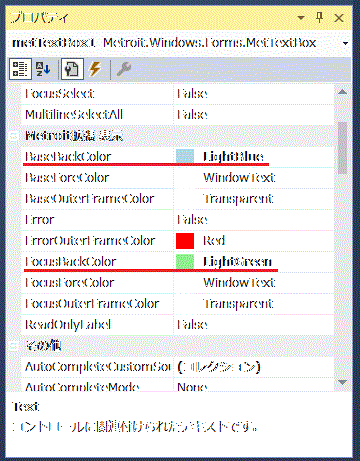 プロパティ
metTextBox1 Metroit.Windows.Forms.MetTextBox
FocusSelect False
MultilineSelectAll False
Metroit拡張 表示
BaseBackColor LightBlue
BaseForeColor WindowText
BaseOuterFrameColor Transparent
Error False
ErrorOuterFrameColor Red
FocusBackColor LightGreen
FocusForeColor WindowText
FocusOuterFrameColor Transparent
ReadOnlyLabel False
その他
AutoCompleteCustomSou (コレクション)
AutoCompleteMode None
Text
コントロールに関連付けられたテキストです。